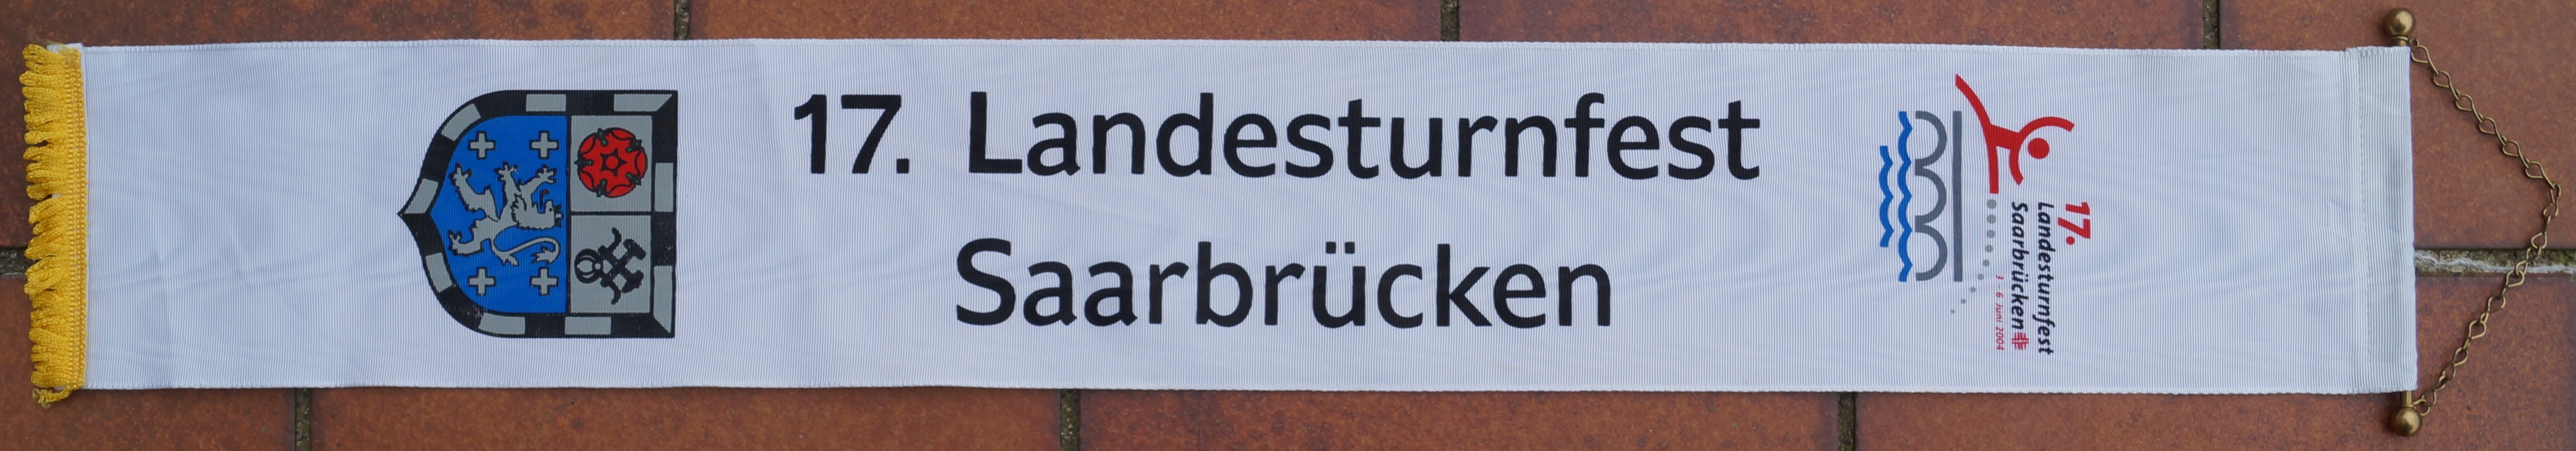 17. Landesturnfest
Saarbrücken
17.
Landesturnfest
Saarbrücken
3 - 6 Juni 2004